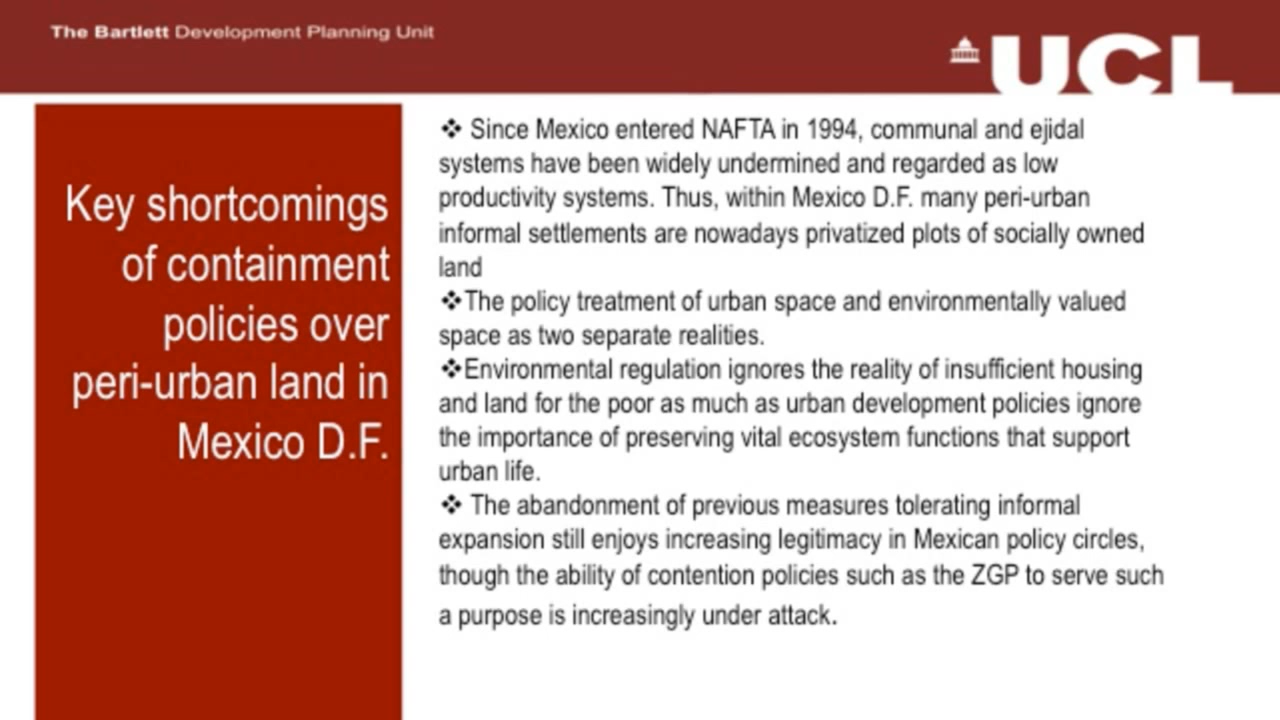 The Bartlett Development Planning Unit
UCL
Key shortcomings
of containment
policies over
peri-urban land in
Mexico D.F.
❖ Since Mexico entered NAFTA in 1994, communal and ejidal
systems have been widely undermined and regarded as low
productivity systems. Thus, within Mexico D.F. many peri-urban
informal settlements are nowadays privatized plots of socially owned
land
❖The policy treatment of urban space and environmentally valued
space as two separate realities.
❖Environmental regulation ignores the reality of insufficient housing
and land for the poor as much as urban development policies ignore
the importance of preserving vital ecosystem functions that support
urban life.
❖ The abandonment of previous measures tolerating informal
expansion still enjoys increasing legitimacy in Mexican policy circles,
though the ability of contention policies such as the ZGP to serve such
a purpose is increasingly under attack.